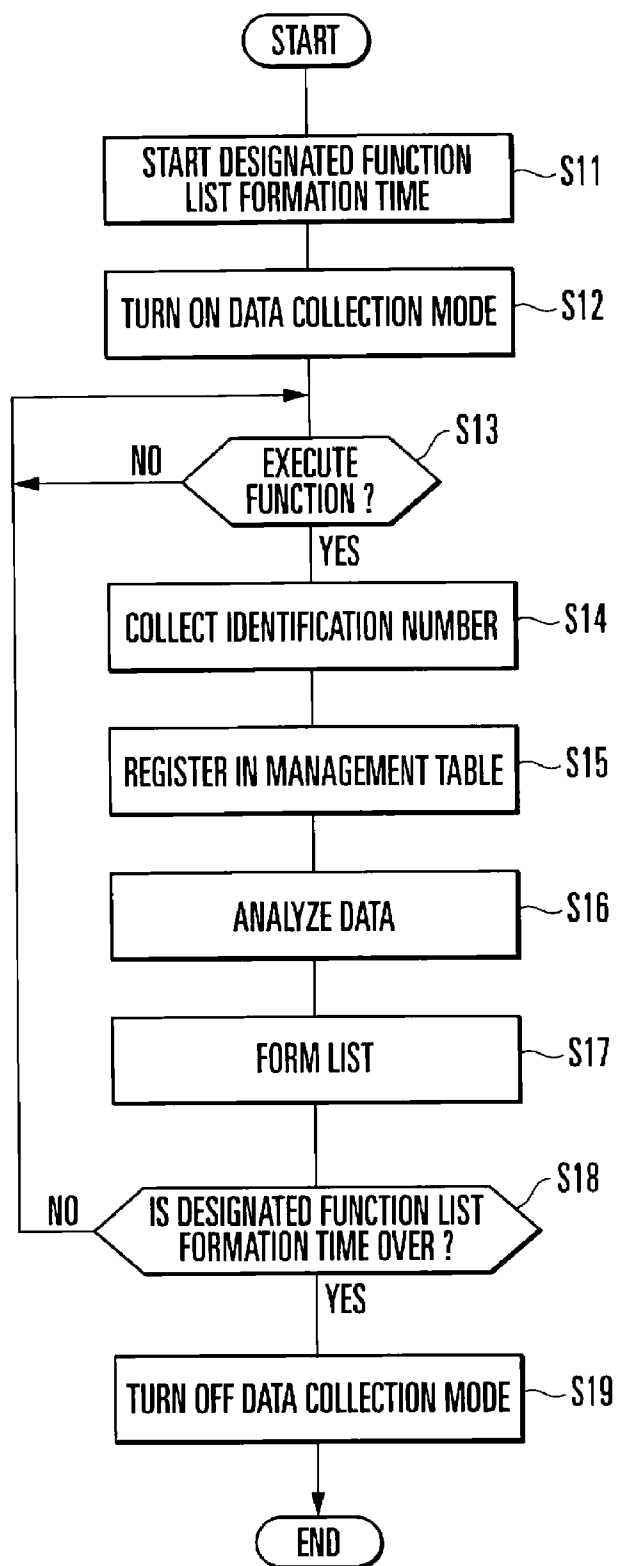 START
START DESIGNATED FUNCTION
LIST FORMATION TIME
S11
TURN ON DATA COLLECTION MODE
S12
S13
EXECUTE
FUNCTION ?
NO
YES
COLLECT IDENTIFICATION NUMBER
S14
REGISTER IN MANAGEMENT TABLE
S15
ANALYZE DATA
S16
FORM LIST
S17
S18
NO
IS DESIGNATED FUNCTION LIST
FORMATION TIME OVER ?
YES
TURN OFF DATA COLLECTION MODE
S19
END